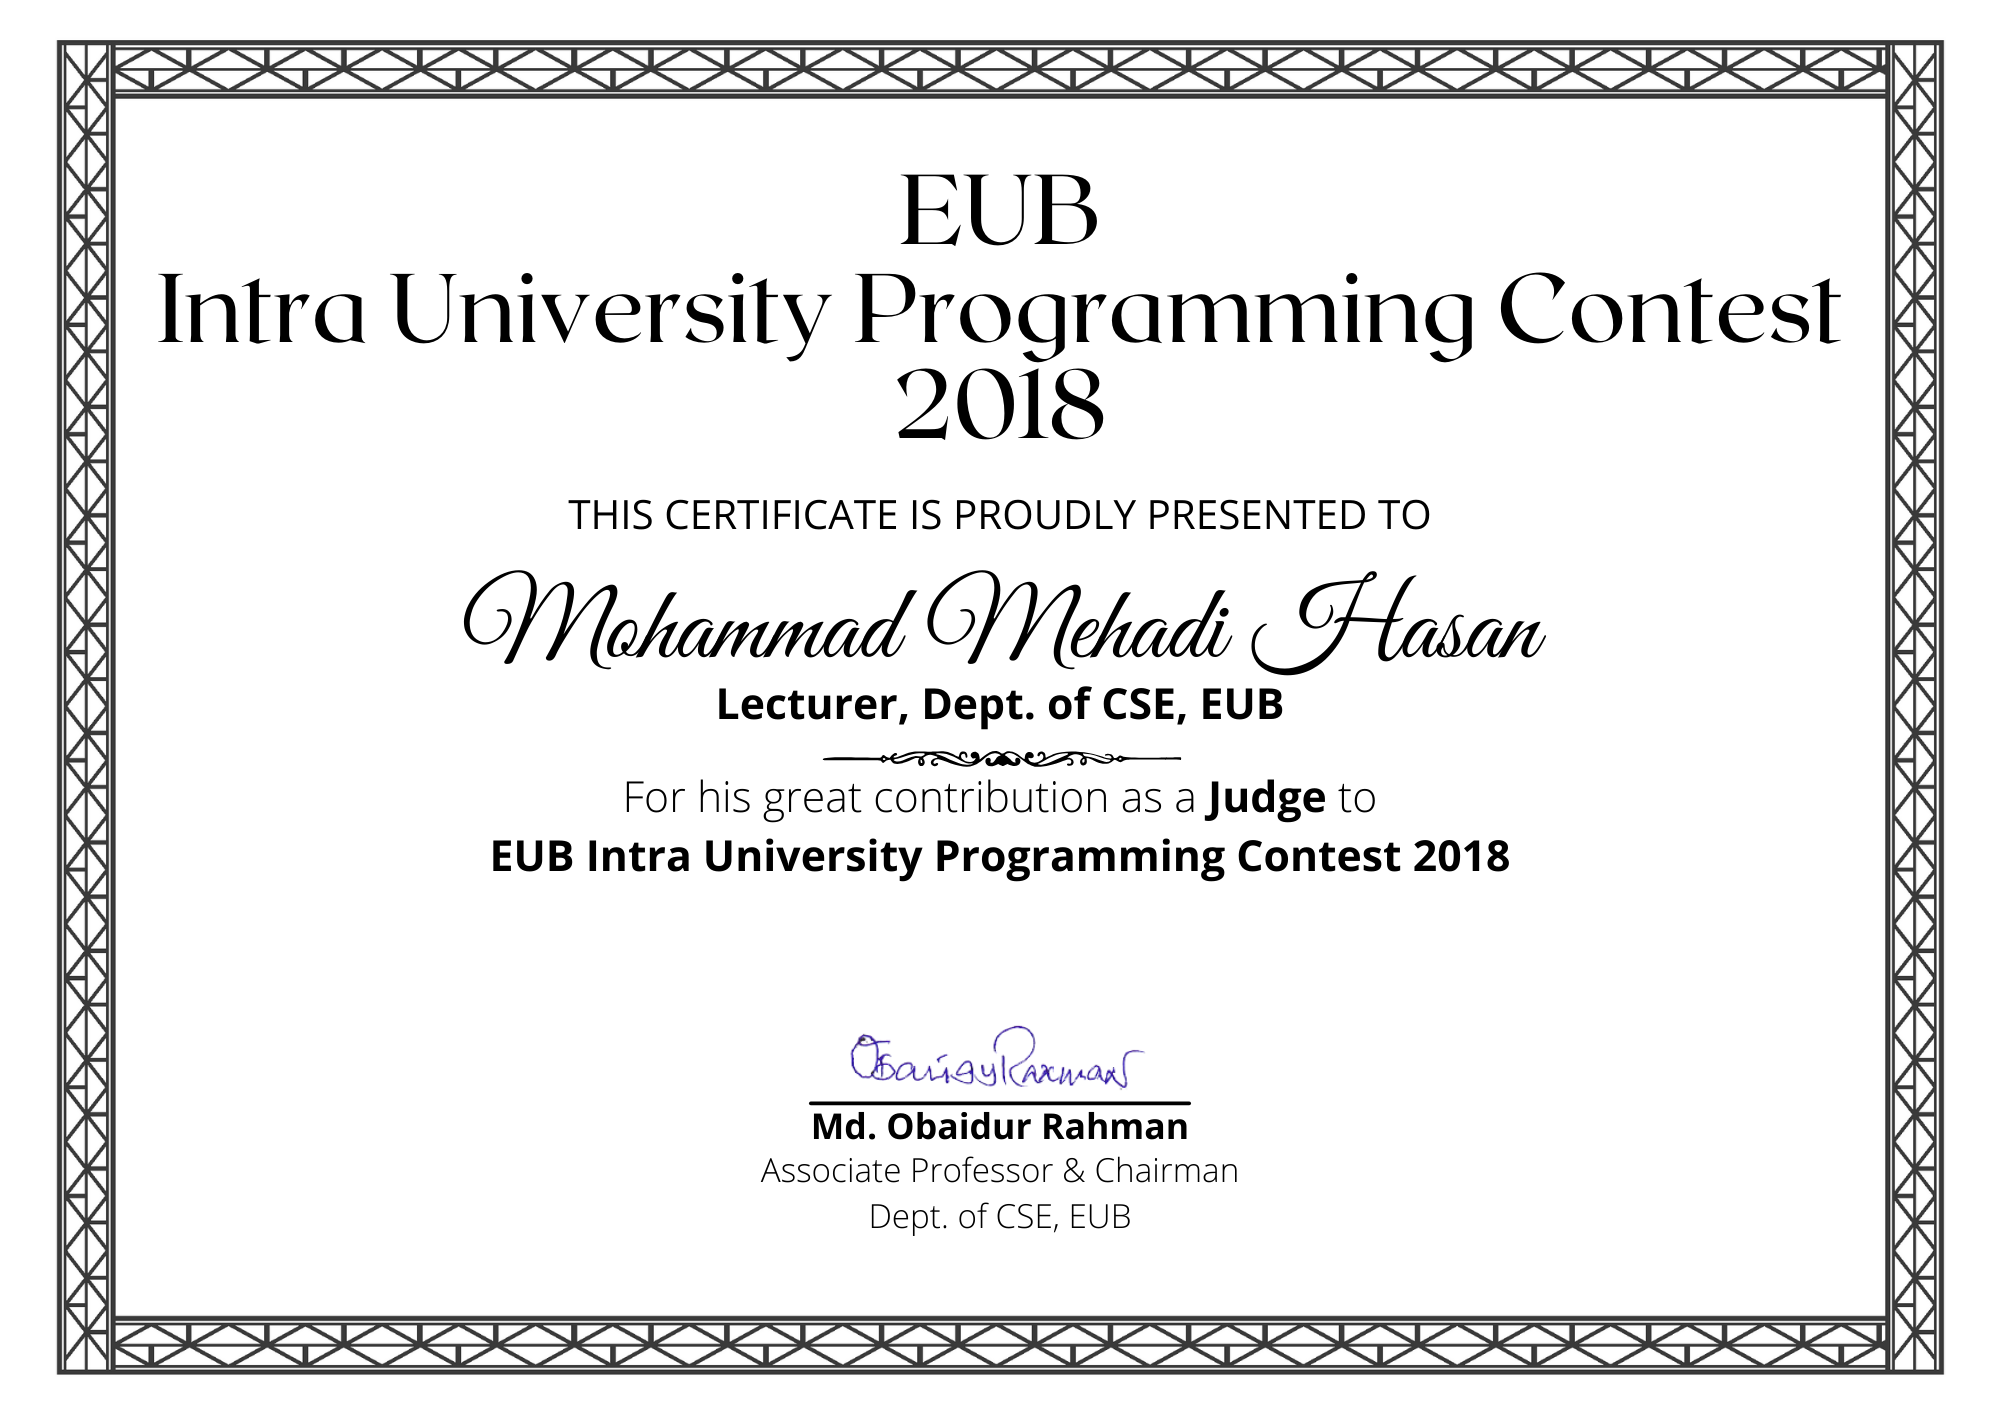 EUB
Intra University Programming Contest
2018
THIS CERTIFICATE IS PROUDLY PRESENTED TO
Mohammad Mehadi Hasan
Lecturer, Dept. of CSE, EUB
For his great contribution as a Judge to
EUB Intra University Programming Contest 2018
Obaidur Rahman
Md. Obaidur Rahman
Associate Professor & Chairman
Dept. of CSE, EUB